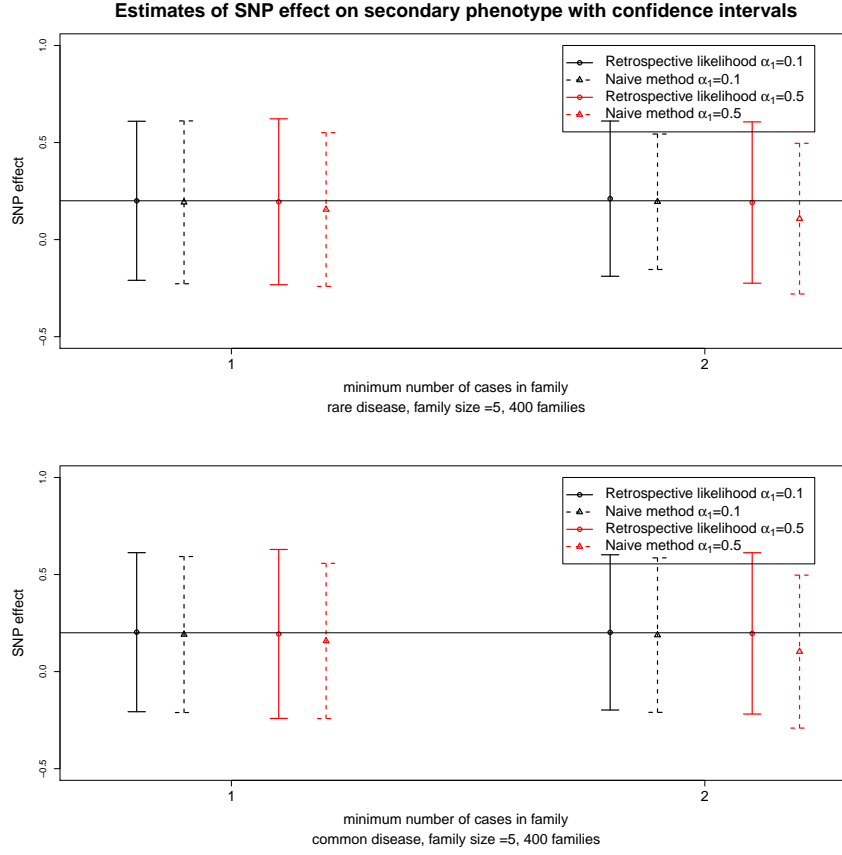 Estimates of SNP effect on secondary phenotype with confidence intervals
1.0
0.5
0.0
−0.5
SNP effect
Retrospective likelihood α1=0.1
Naive method α1=0.1
Retrospective likelihood α1=0.5
Naive method α1=0.5
1
2
minimum number of cases in family
rare disease, family size =5, 400 families
1.0
0.5
0.0
−0.5
SNP effect
Retrospective likelihood α1=0.1
Naive method α1=0.1
Retrospective likelihood α1=0.5
Naive method α1=0.5
1
2
minimum number of cases in family
common disease, family size =5, 400 families